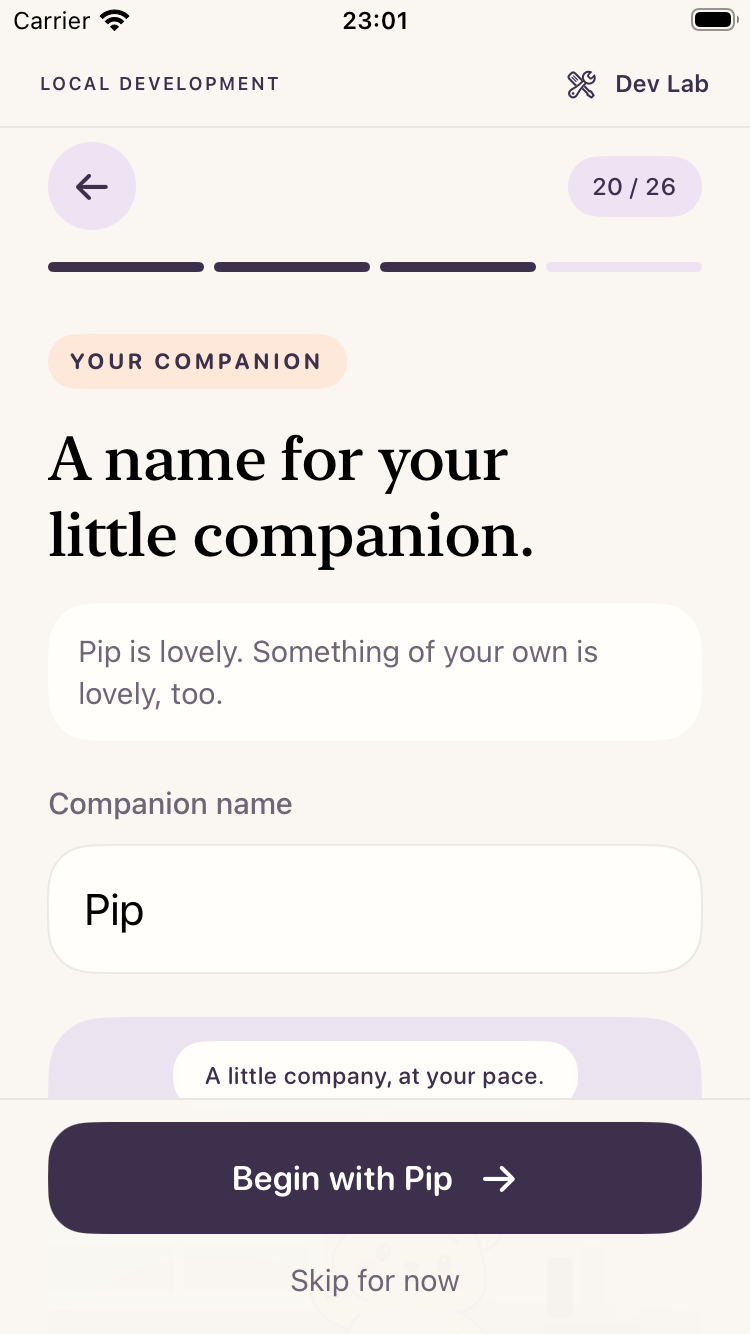 Carrier 23:01
LOCAL DEVELOPMENT Dev Lab
20 / 26
YOUR COMPANION
A name for your
little companion.
Pip is lovely. Something of your own is
lovely, too.
Companion name
Pip
A little company, at your pace.
Begin with Pip →
Skip for now